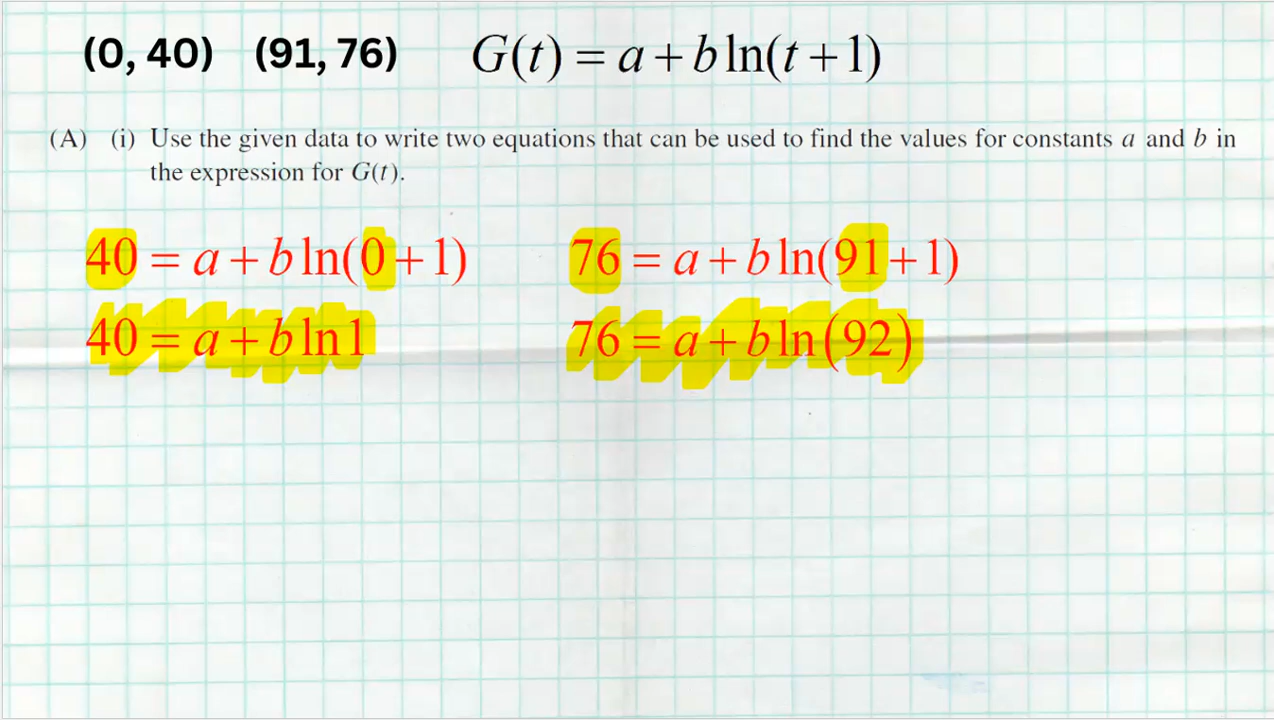 (0, 40) (91, 76) G(t) = a + b ln(t + 1)
(A) (i) Use the given data to write two equations that can be used to find the values for constants a and b in
the expression for G(t).
40 = a + b ln(0 + 1) 76 = a + b ln(91 + 1)
40 = a + b ln1 76 = a + b ln(92)